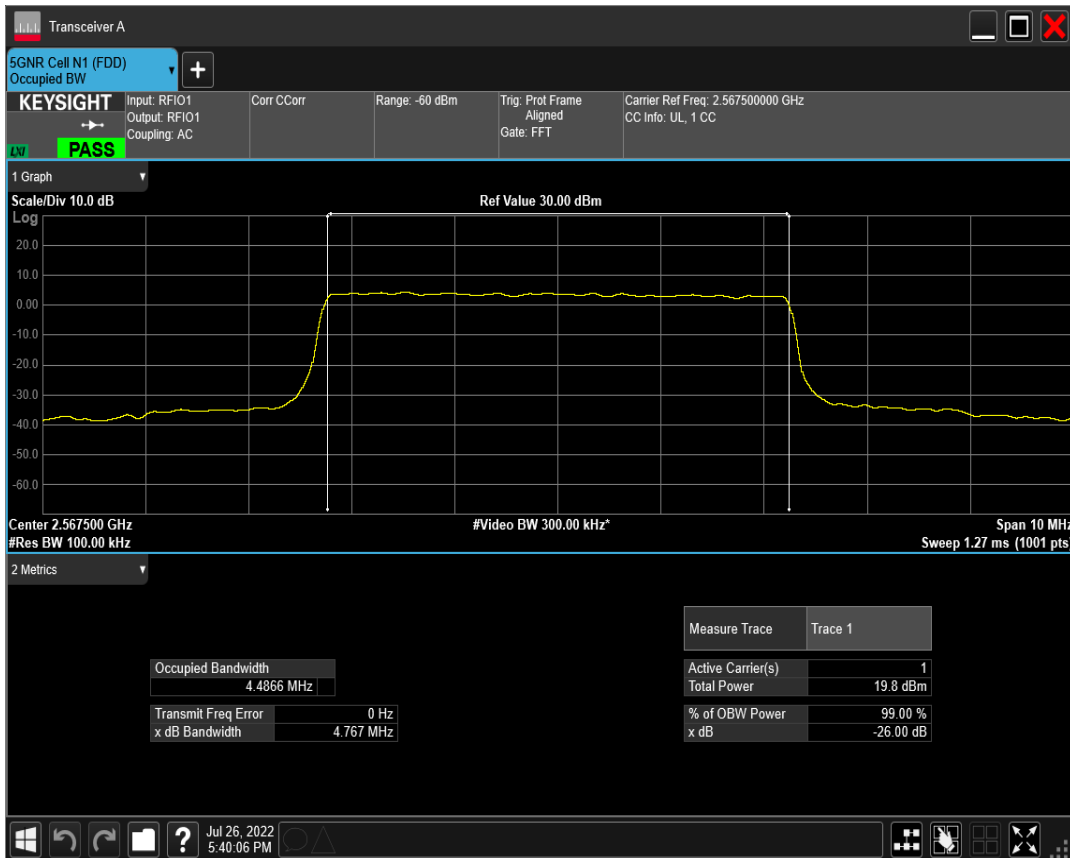 Transceiver A
5GNR Cell N1 (FDD)
Occupied BW
+
KEYSIGHT
LXI
PASS
Input: RFIO1
Output: RFIO1
Coupling: AC
Corr CCorr
Range: -60 dBm
Trig: Prot Frame
Aligned
Gate: FFT
Carrier Ref Freq: 2.567500000 GHz
CC Info: UL, 1 CC
1 Graph
Scale/Div 10.0 dB
Ref Value 30.00 dBm
Log
20.0
10.0
0.00
-10.0
-20.0
-30.0
-40.0
-50.0
-60.0
Center 2.567500 GHz
#Video BW 300.00 kHz*
Span 10 MHz
#Res BW 100.00 kHz
Sweep 1.27 ms (1001 pts)
2 Metrics
Measure Trace Trace 1
Occupied Bandwidth
4.4866 MHz
Active Carrier(s) 1
Total Power 19.8 dBm
Transmit Freq Error 0 Hz
x dB Bandwidth 4.767 MHz
% of OBW Power 99.00 %
x dB -26.00 dB
?
Jul 26, 2022
5:40:06 PM